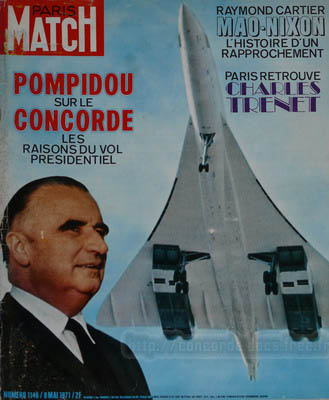 PARIS
MATCH
POMPIDOU
SUR LE
CONCORDE
LES
RAISONS DU VOL
PRESIDENTIEL
RAYMOND CARTIER
MAO-NIXON
L'HISTOIRE D'UN
RAPPROCHEMENT
PARIS RETROUVE
CHARLES
TRENET
NUMERO 1148 / 8 MAI 1971 / 2F